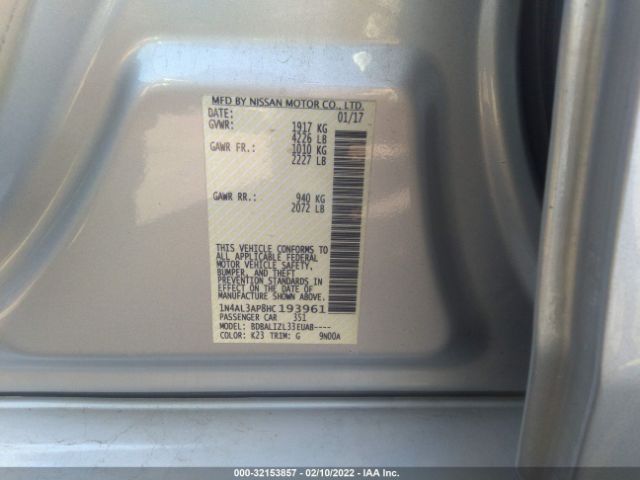 MFD BY NISSAN MOTOR CO., LTD.
DATE: 01/17
GVWR: 1917 KG
4226 LB
GAWR FR.: 1010 KG
2227 LB
GAWR RR.: 940 KG
2072 LB
THIS VEHICLE CONFORMS TO
ALL APPLICABLE FEDERAL
MOTOR VEHICLE SAFETY,
BUMPER, AND THEFT
PREVENTION STANDARDS IN
EFFECT ON THE DATE OF
MANUFACTURE SHOWN ABOVE.
1N4AL3AP8HC193961
PASSENGER CAR 351
MODEL: BDBALIZL33EUAB----
COLOR: K23 TRIM: G 9N00A
000-32153857 - 02/10/2022 - IAA Inc.